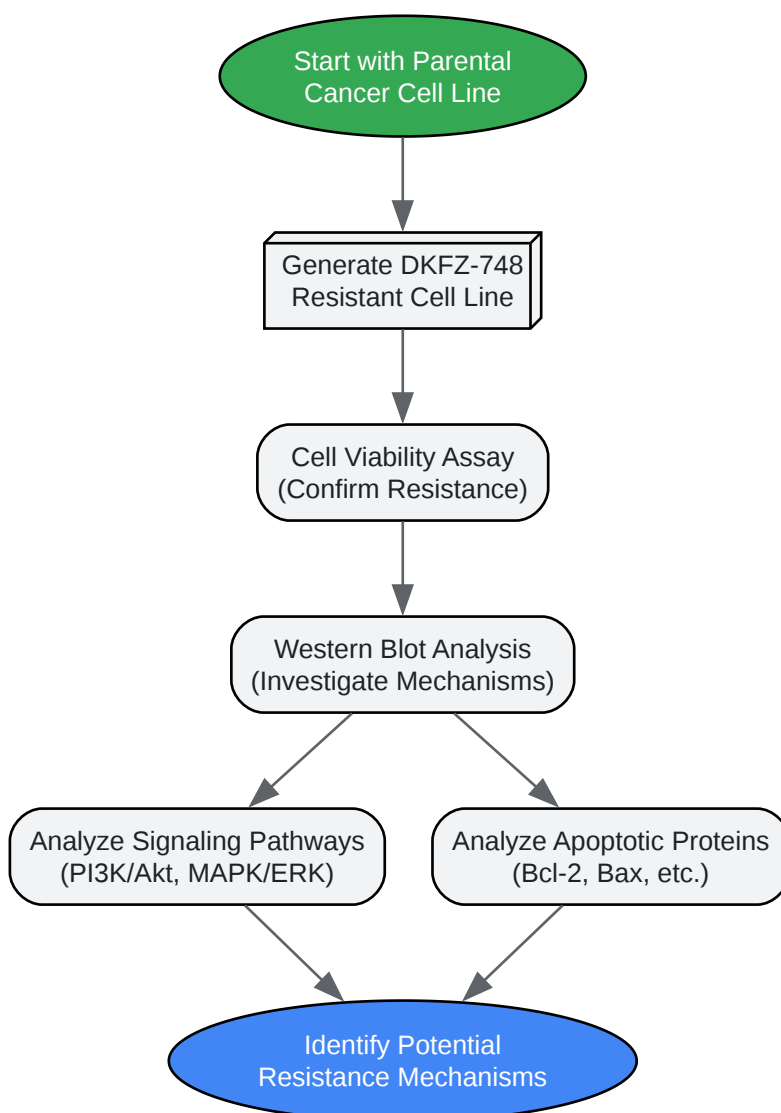 Start with Parental
Cancer Cell Line
Generate DKFZ-748
Resistant Cell Line
Cell Viability Assay
(Confirm Resistance)
Western Blot Analysis
(Investigate Mechanisms)
Analyze Signaling Pathways
(PI3K/Akt, MAPK/ERK)
Analyze Apoptotic Proteins
(Bcl-2, Bax, etc.)
Identify Potential
Resistance Mechanisms